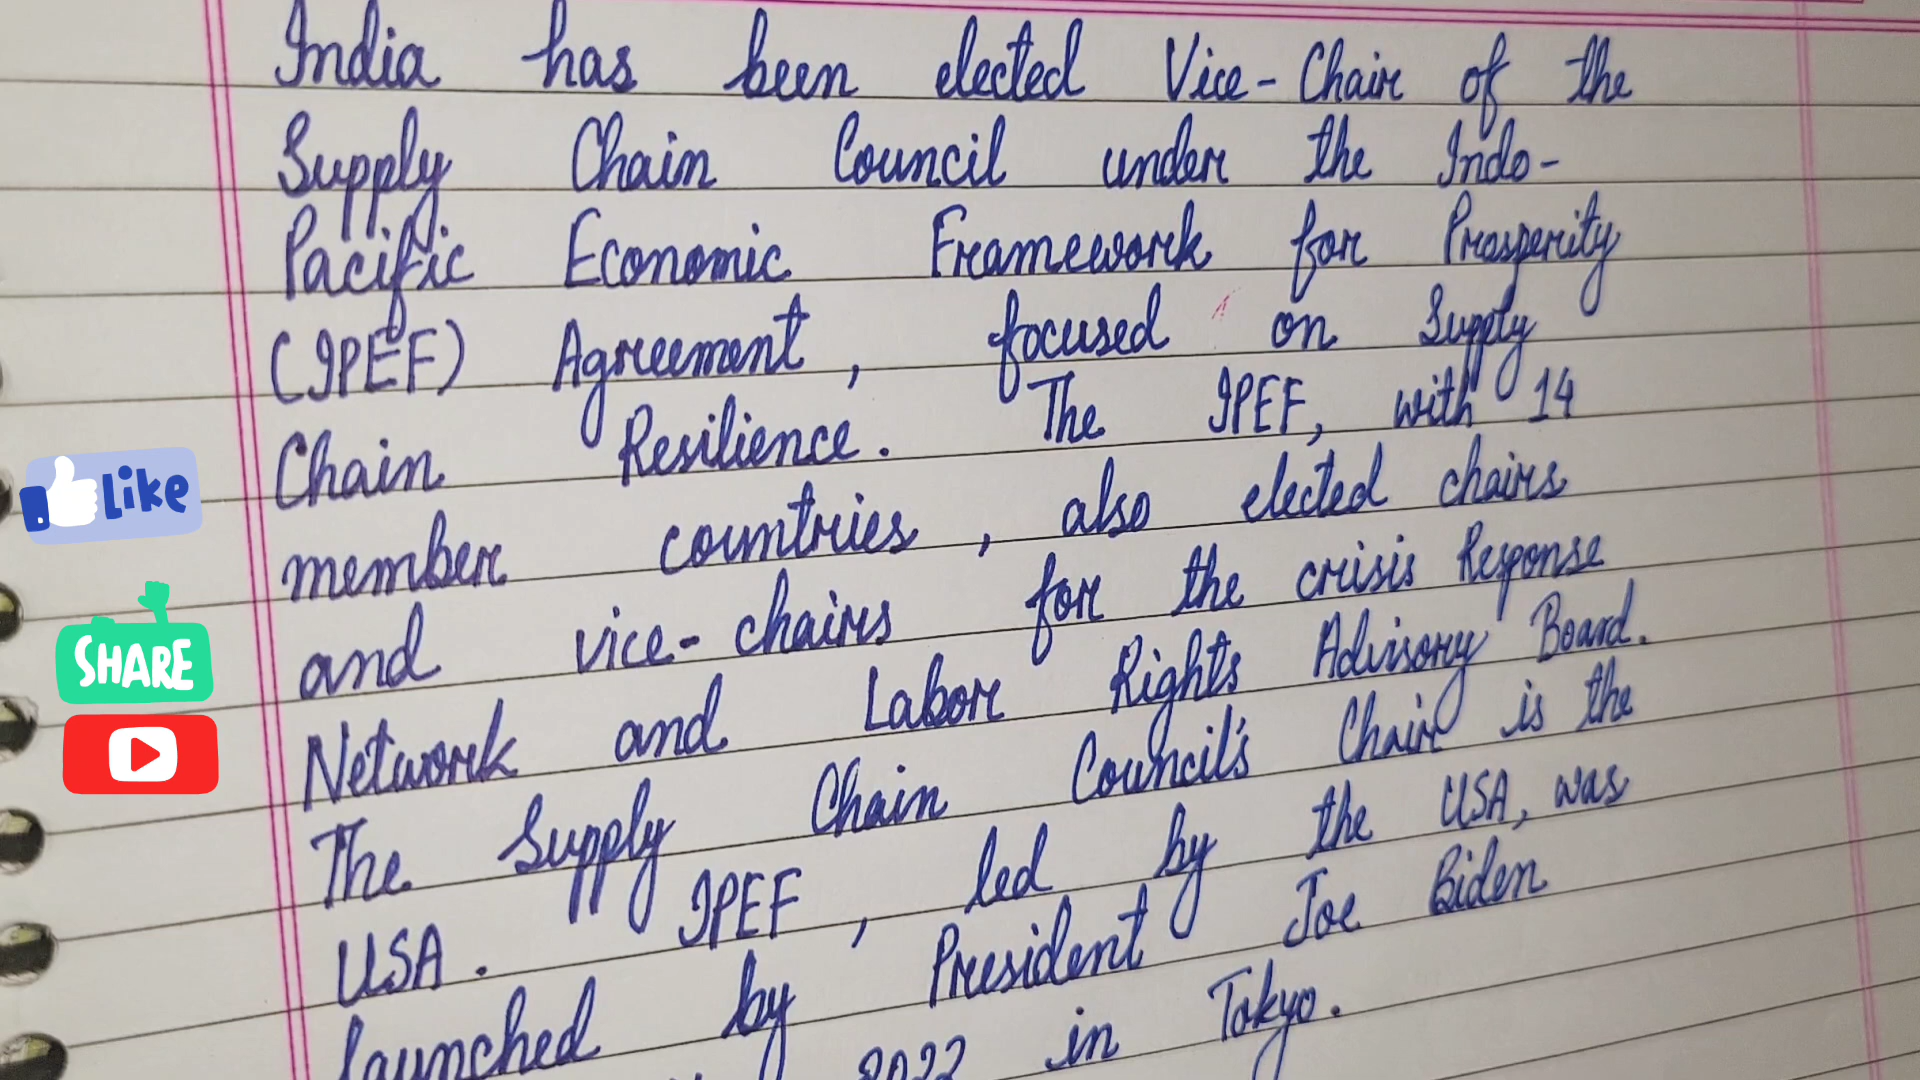 India has been elected Vice-Chair of the
Supply Chain Council under the Indo-
Pacific Economic Framework for Prosperity
(IPEF) Agreement, focused on Supply
Chain Resilience. The IPEF, with 14
member countries, also elected chairs
and vice-chairs for the crisis Response
Network and Labor Rights Advisory Board.
The Supply Chain Council's Chair is the
USA. IPEF, led by the USA, was
launched by President Joe Biden
2022 in Tokyo.
Like
SHARE